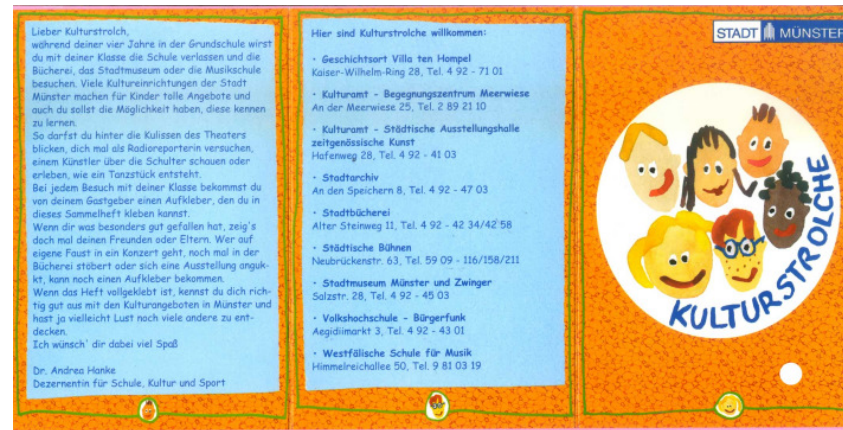 Lieber Kulturstrolch,
während deiner vier Jahre in der Grundschule wirst
du mit deiner Klasse die Schule verlassen und die
Bücherei, das Stadtmuseum oder die Musikschule
besuchen. Viele Kultureinrichtungen der Stadt
Münster machen für Kinder tolle Angebote und
auch du sollst die Möglichkeit haben, diese kennen
zu lernen.
So darfst du hinter die Kulissen des Theaters
blicken, dich mal als Radioreporterin versuchen,
einem Künstler über die Schulter schauen oder
erleben, wie ein Tanzstück entsteht.
Bei jedem Besuch mit deiner Klasse bekommst du
von deinem Gastgeber einen Aufkleber, den du in
dieses Sammelheft kleben kannst.
Wenn dir was besonders gut gefallen hat, zeig's
doch mal deinen Freunden oder Eltern. Wer auf
eigene Faust in ein Konzert geht, noch mal in der
Bücherei stöbert oder sich eine Ausstellung anguk-
kt, kann noch einen Aufkleber bekommen.
Wenn das Heft vollgeklebt ist, kennst du dich rich-
tig gut aus mit den Kulturangeboten in Münster und
hast ja vielleicht Lust noch viele andere zu ent-
decken.
Ich wünsch' dir dabei viel Spaß
Dr. Andrea Hanke
Dezernentin für Schule, Kultur und Sport
Hier sind Kulturstrolche willkommen:
· Geschichtsort Villa ten Hompel
Kaiser-Wilhelm-Ring 28, Tel. 4 92 - 71 01
· Kulturamt - Begegnungszentrum Meerwiese
An der Meerwiese 25, Tel. 2 89 21 10
· Kulturamt - Städtische Ausstellungshalle
zeitgenössische Kunst
Hafenweg 28, Tel. 4 92 - 41 03
· Stadtarchiv
An den Speichern 8, Tel. 4 92 - 47 03
· Stadtbücherei
Alter Steinweg 11, Tel. 4 92 - 42 34/42 58
· Städtische Bühnen
Neubrückenstr. 63, Tel. 59 09 - 116/158/211
· Stadtmuseum Münster und Zwinger
Salzstr. 28, Tel. 4 92 - 45 03
· Volkshochschule - Bürgerfunk
Aegidiimarkt 3, Tel. 4 92 - 43 01
· Westfälische Schule für Musik
Himmelreichallee 50, Tel. 9 81 03 19
STADT MÜNSTER
KULTURSTROLCHE